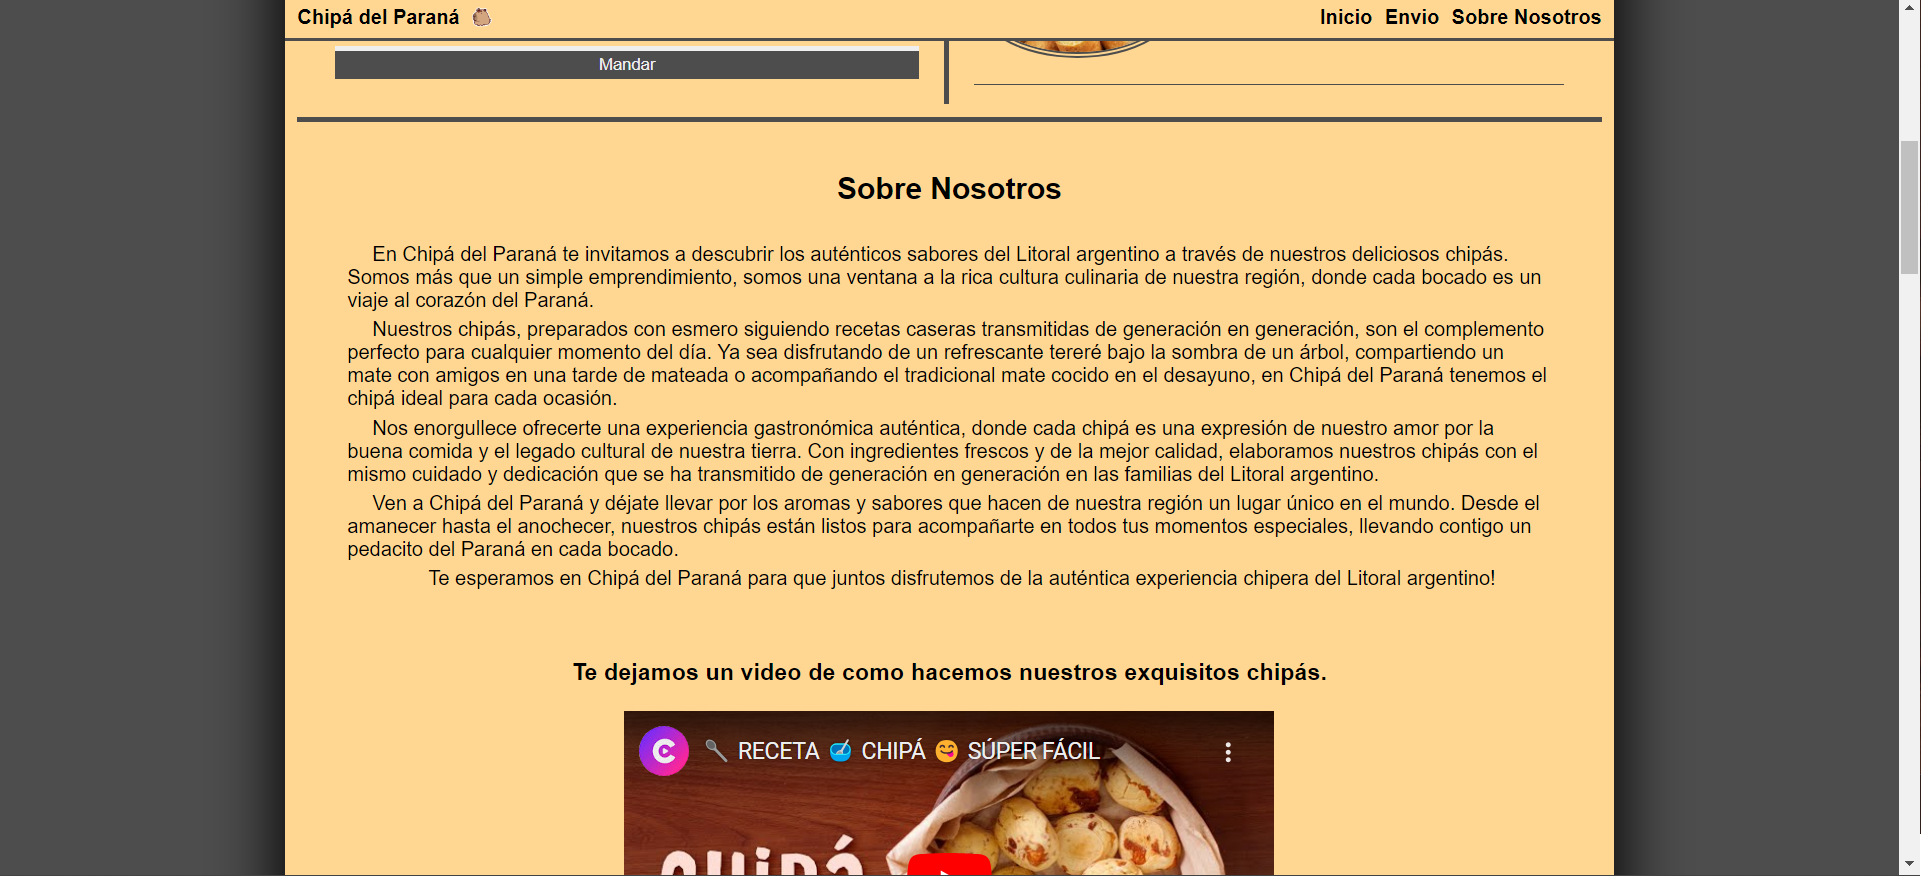 Chipá del Paraná
Inicio Envio Sobre Nosotros
Mandar
Sobre Nosotros
En Chipá del Paraná te invitamos a descubrir los auténticos sabores del Litoral argentino a través de nuestros deliciosos chipás.
Somos más que un simple emprendimiento, somos una ventana a la rica cultura culinaria de nuestra región, donde cada bocado es un
viaje al corazón del Paraná.
Nuestros chipás, preparados con esmero siguiendo recetas caseras transmitidas de generación en generación, son el complemento
perfecto para cualquier momento del día. Ya sea disfrutando de un refrescante tereré bajo la sombra de un árbol, compartiendo un
mate con amigos en una tarde de mateada o acompañando el tradicional mate cocido en el desayuno, en Chipá del Paraná tenemos el
chipá ideal para cada ocasión.
Nos enorgullece ofrecerte una experiencia gastronómica auténtica, donde cada chipá es una expresión de nuestro amor por la
buena comida y el legado cultural de nuestra tierra. Con ingredientes frescos y de la mejor calidad, elaboramos nuestros chipás con el
mismo cuidado y dedicación que se ha transmitido de generación en generación en las familias del Litoral argentino.
Ven a Chipá del Paraná y déjate llevar por los aromas y sabores que hacen de nuestra región un lugar único en el mundo. Desde el
amanecer hasta el anochecer, nuestros chipás están listos para acompañarte en todos tus momentos especiales, llevando contigo un
pedacito del Paraná en cada bocado.
Te esperamos en Chipá del Paraná para que juntos disfrutemos de la auténtica experiencia chipera del Litoral argentino!
Te dejamos un video de como hacemos nuestros exquisitos chipás.
🥄 RECETA 🥣 CHIPÁ 😋 SÚPER FÁCIL
CHIPÁ